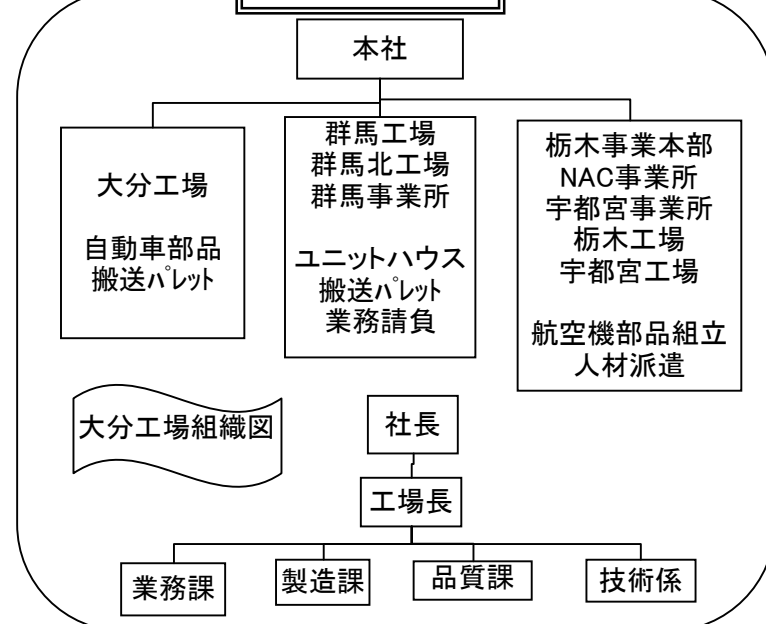 本社
大分工場
自動車部品
搬送パレット
群馬工場
群馬北工場
群馬事業所
ユニットハウス
搬送パレット
業務請負
栃木事業本部
NAC事業所
宇都宮事業所
栃木工場
宇都宮工場
航空機部品組立
人材派遣
大分工場組織図
社長
工場長
業務課
製造課
品質課
技術係